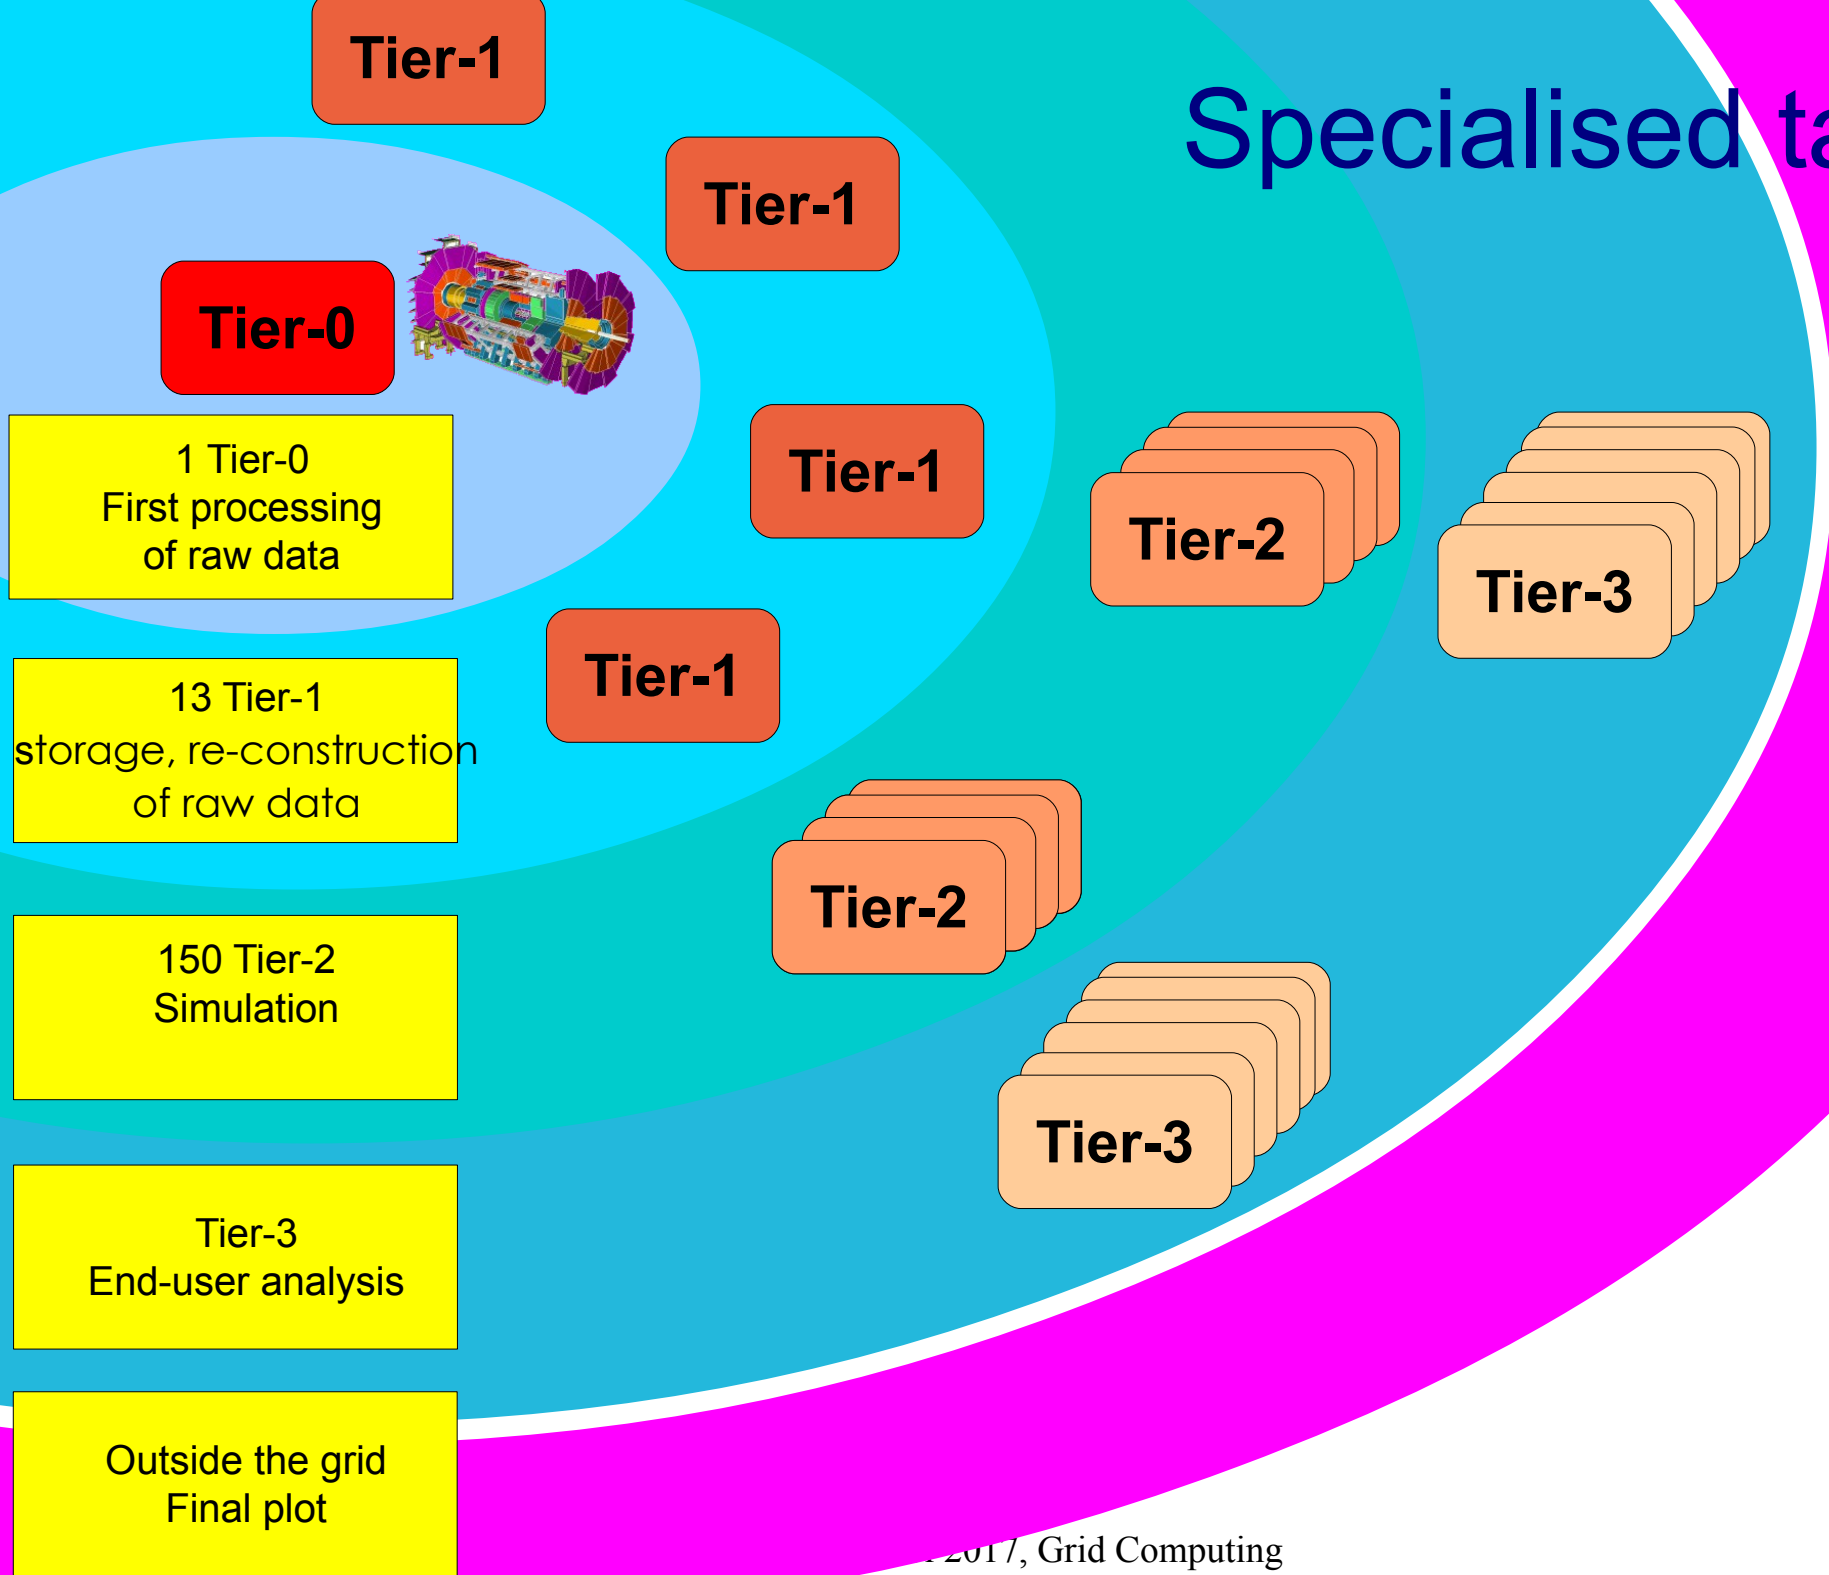 Tier-1
Specialised
Tier-1
Tier-0
1 Tier-0
First processing
of raw data
Tier-1
Tier-2
Tier-3
Tier-1
13 Tier-1
storage, re-construction
of raw data
Tier-2
150 Tier-2
Simulation
Tier-3
Tier-3
End-user analysis
Outside the grid
Final plot
2017, Grid Computing